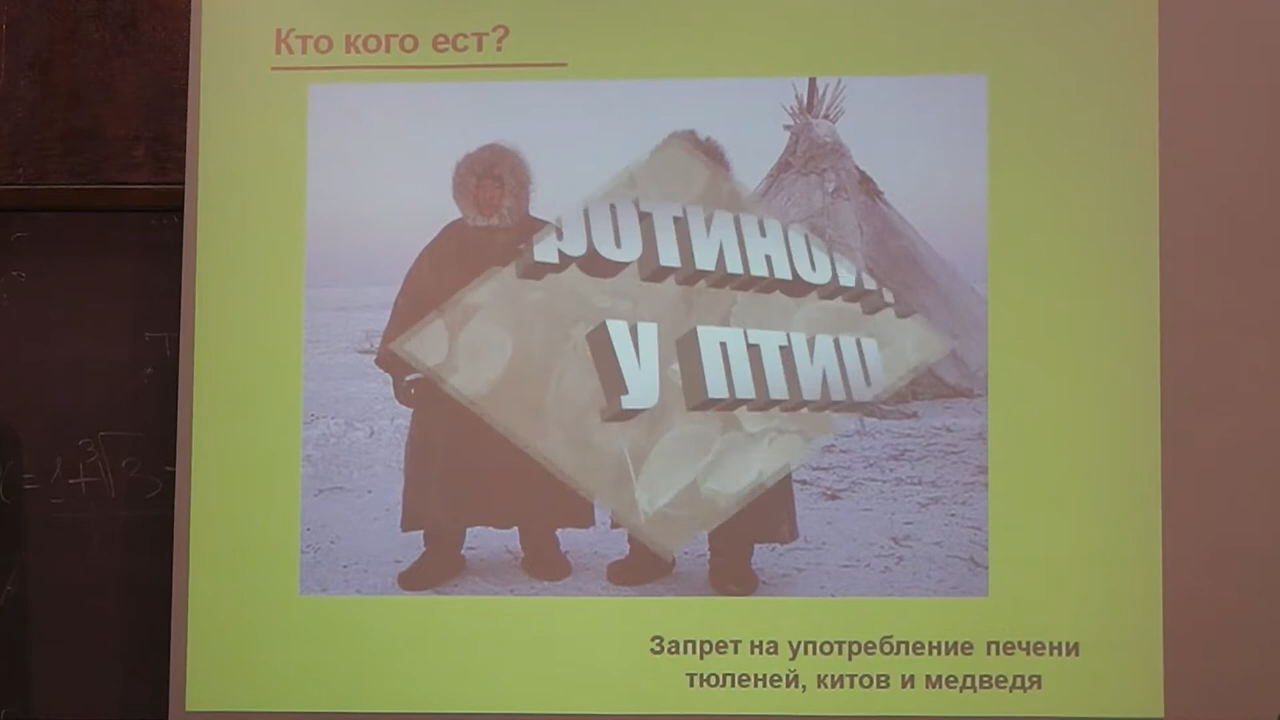 Кто кого ест?
У ПТИЦ
Запрет на употребление печени
тюленей, китов и медведя